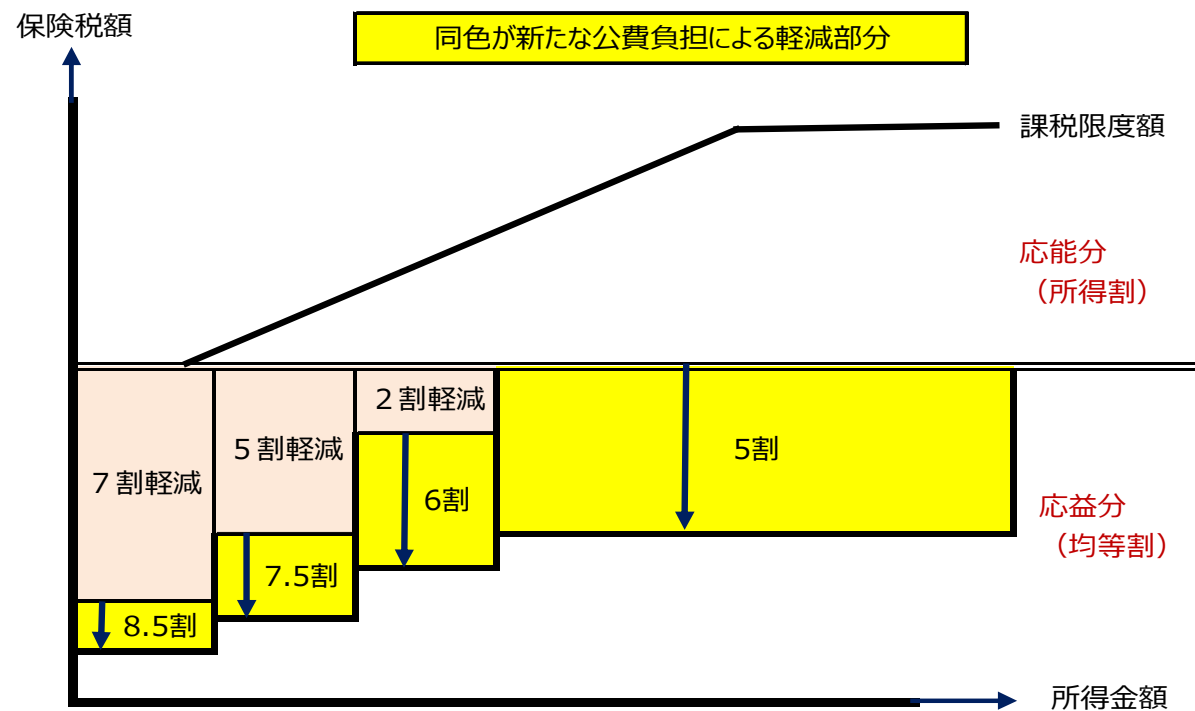 保険税額
同色が新たな公費負担による軽減部分
課税限度額
応能分
（所得割）
７割軽減
５割軽減
２割軽減
5割
6割
7.5割
8.5割
応益分
（均等割）
所得金額